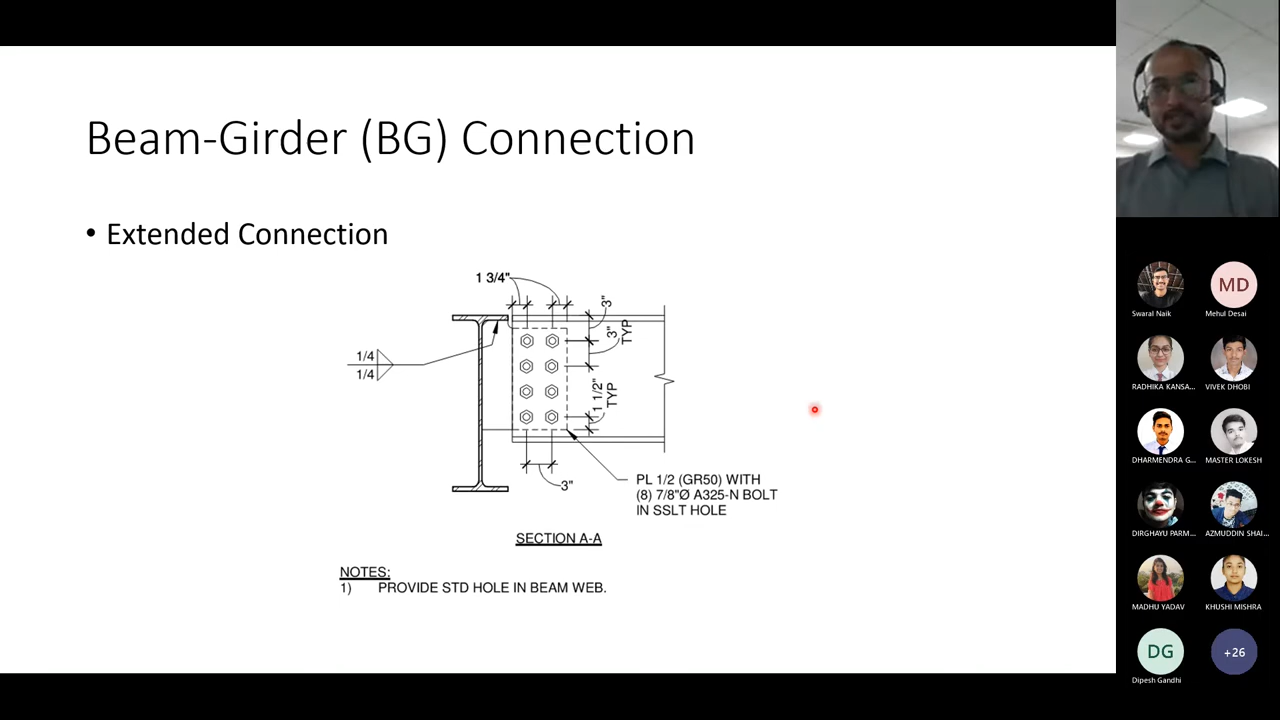 Beam-Girder (BG) Connection
• Extended Connection
1 3/4"
3"
3"
TYP
1/4
1/4
1 1/2"
TYP
3"
PL 1/2 (GR50) WITH
(8) 7/8"Ø A325-N BOLT
IN SSLT HOLE
SECTION A-A
NOTES:
1) PROVIDE STD HOLE IN BEAM WEB.
MD
Swaral Naik
Mehul Desai
RADHIKA KANSA...
VIVEK DHOBI
DHARMENDRA G...
MASTER LOKESH
DIRGHAYU PARM...
AZMUDDIN SHAI...
MADHU YADAV
KHUSHI MISHRA
DG
+26
Dipesh Gandhi